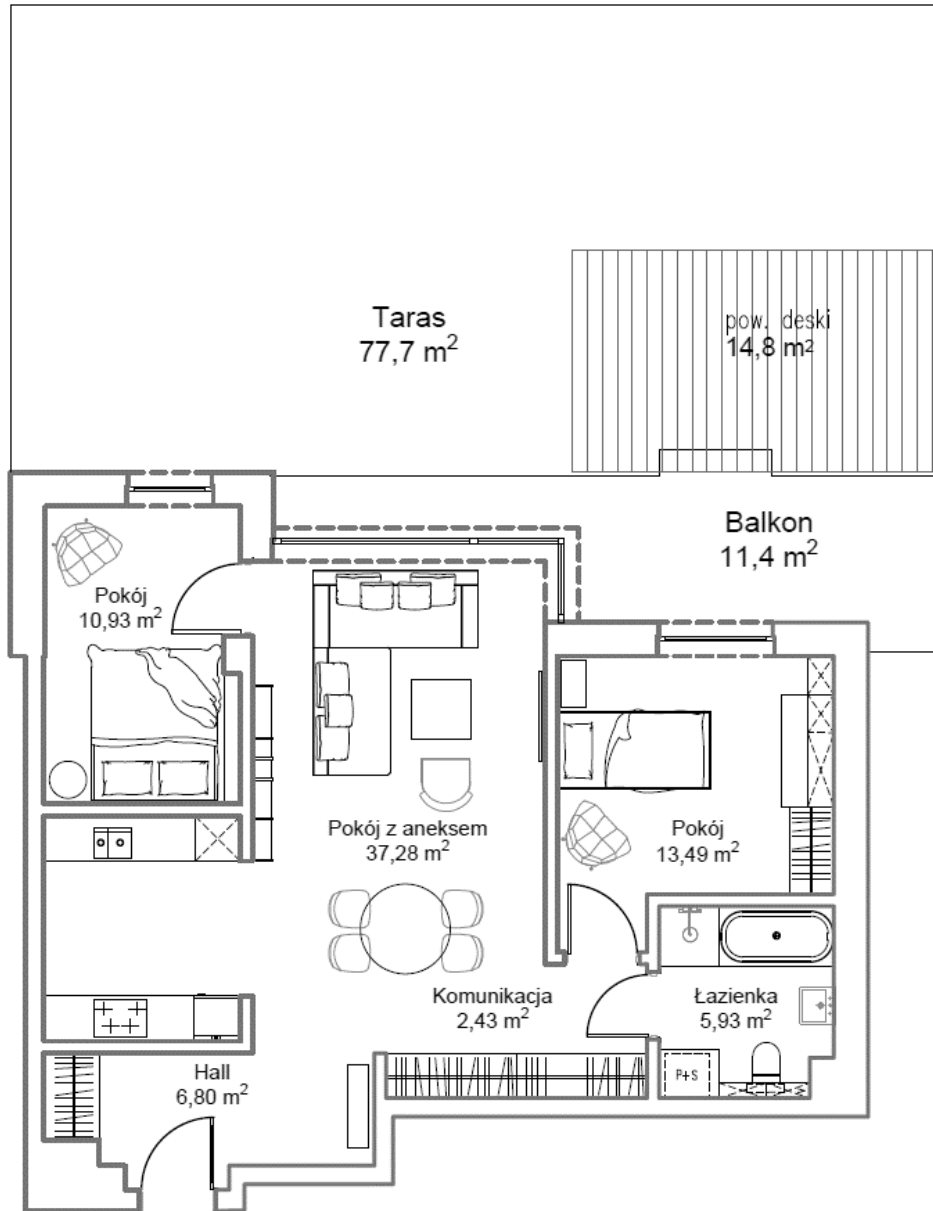 Taras
77,7 m²
pow. deski
14,8 m²
Balkon
11,4 m²
Pokój
10,93 m²
Pokój z aneksem
37,28 m²
Pokój
13,49 m²
Komunikacja
2,43 m²
Łazienka
5,93 m²
Hall
6,80 m²
P+S